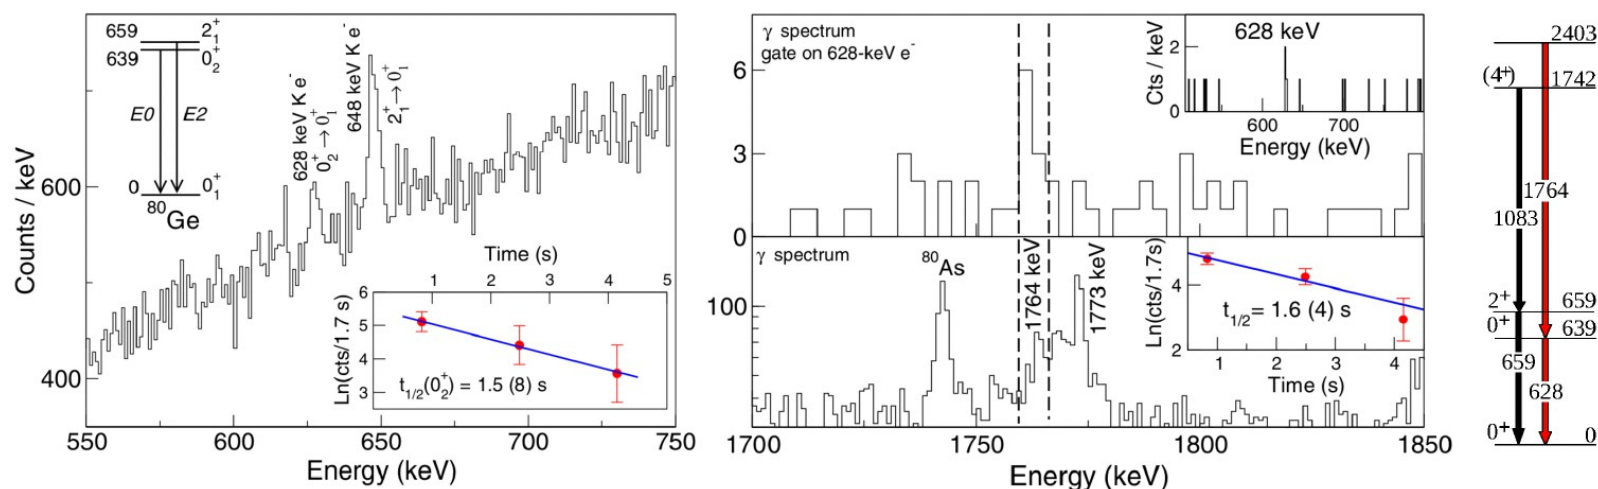 659 2₁⁺
639 0₂⁺
E0 E2
0 0₁⁺
⁸⁰Ge
628 keV K e⁻
0₂⁺→0₁⁺
648 keV K e⁻
2₁⁺→0₁⁺
Counts / keV
600
400
550 600 650 700 750
Energy (keV)
Time (s)
1 2 3 4 5
Ln(cts/1.7 s)
6
5
4
3
t₁/₂(0₂⁺) = 1.5 (8) s
γ spectrum
gate on 628-keV e⁻
6
3
0
628 keV
Cts / keV
2
0
600 700
Energy (keV)
γ spectrum
⁸⁰As
1764 keV
1773 keV
100
1700 1750 1800 1850
Energy (keV)
Ln(cts/1.7s)
4
2
t₁/₂= 1.6 (4) s
1 2 3 4
Time (s)
2403
(4⁺) 1742
1764
1083
2⁺ 659
0⁺ 639
659
628
0⁺ 0